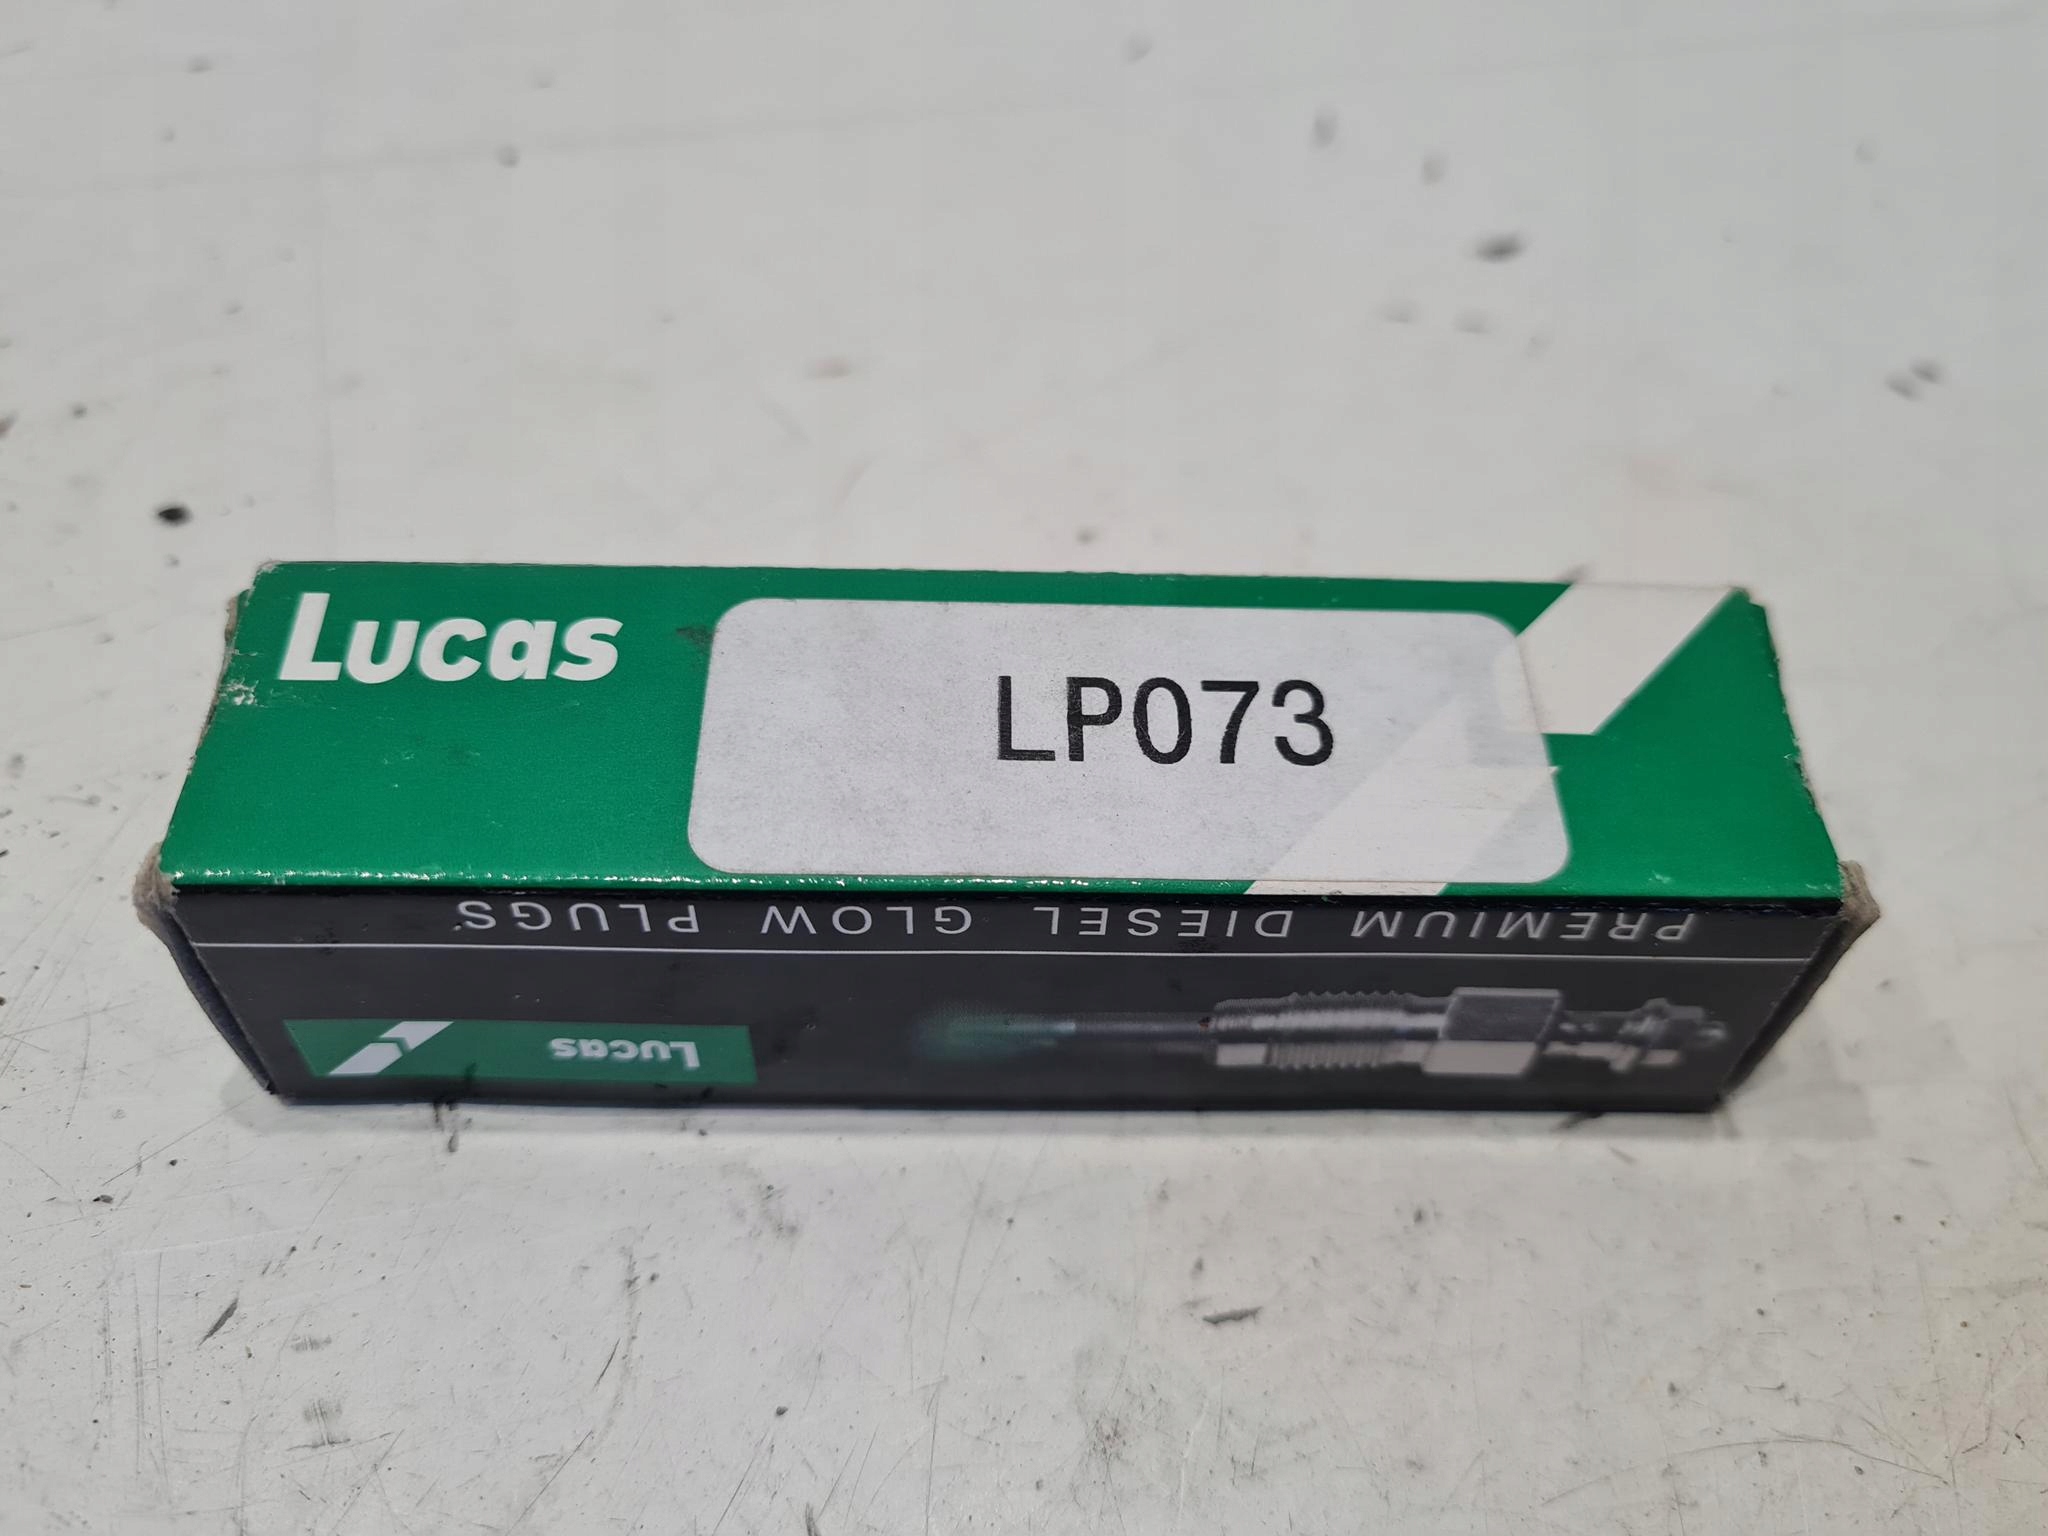 Lucas
LP073
PREMIUM DIESEL GLOW PLUGS
Lucas